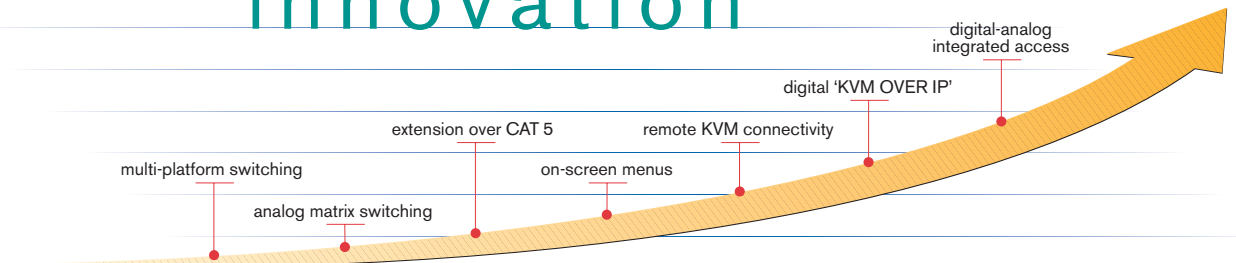 innovation
multi-platform switching
analog matrix switching
extension over CAT 5
on-screen menus
remote KVM connectivity
digital ‘KVM OVER IP’
digital-analog
integrated access